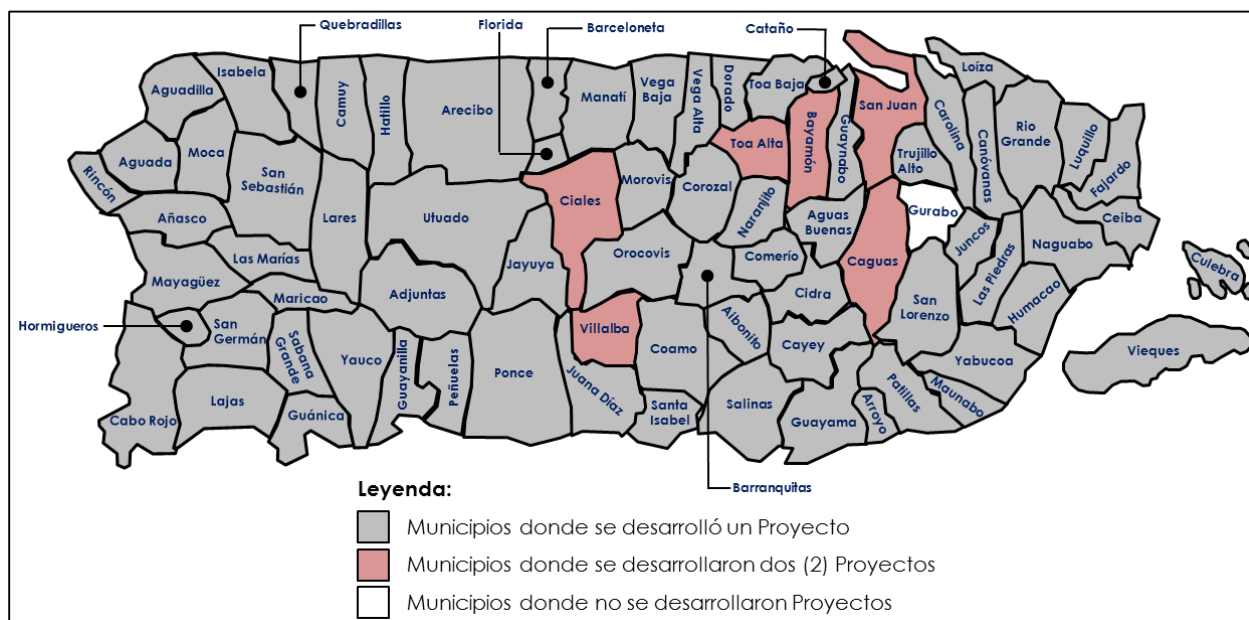 Quebradillas
Florida
Barceloneta
Cataño
Isabela
Aguadilla
Camuy
Hatillo
Arecibo
Manatí
Vega
Baja
Vega Alta
Dorado
Toa Baja
San Juan
Loíza
Carolina
Canóvanas
Rio
Grande
Luquillo
Fajardo
Aguada
Moca
Rincón
San
Sebastián
Toa Alta
Bayamón
Guaynabo
Trujillo
Alto
Añasco
Lares
Utuado
Ciales
Morovis
Corozal
Naranjito
Aguas
Buenas
Gurabo
Ceiba
Las Marías
Mayagüez
Jayuya
Orocovis
Comerío
Caguas
Juncos
Las Piedras
Naguabo
Culebra
Maricao
Adjuntas
Cidra
San
Lorenzo
Humacao
Hormigueros
San
Germán
Sabana
Grande
Yauco
Guayanilla
Peñuelas
Ponce
Villalba
Juana Díaz
Coamo
Aibonito
Cayey
Yabucoa
Vieques
Cabo Rojo
Lajas
Guánica
Santa
Isabel
Salinas
Guayama
Arroyo
Patillas
Maunabo
Barranquitas
Leyenda:
Municipios donde se desarrolló un Proyecto
Municipios donde se desarrollaron dos (2) Proyectos
Municipios donde no se desarrollaron Proyectos